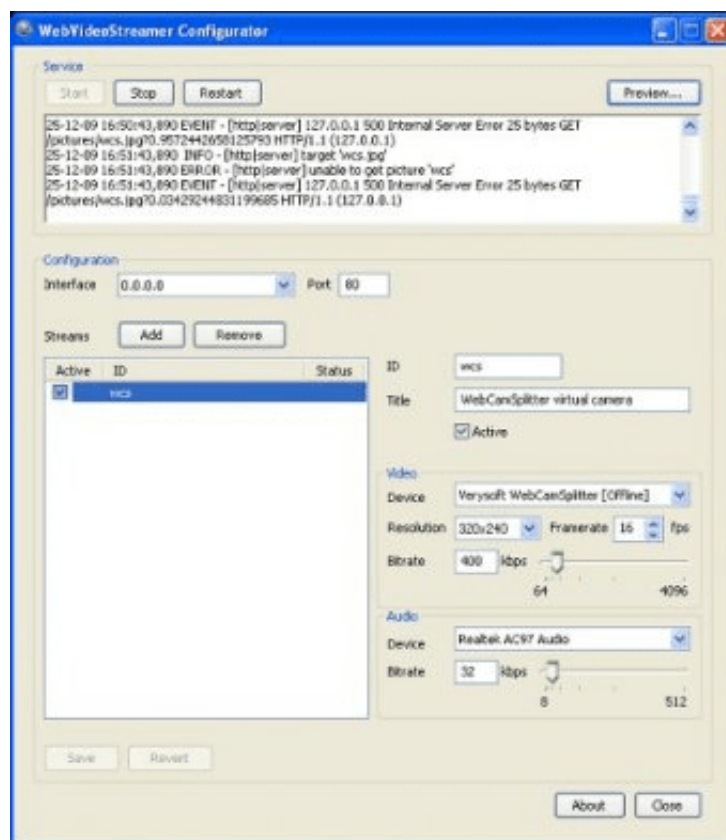 WebVideoStreamer Configurator
Service
Start Stop Restart Preview...
25-12-09 16:50:43,890 EVENT - [http|server] 127.0.0.1 500 Internal Server Error 25 bytes GET
/pictures/wcs.jpg?0.9572442658125793 HTTP/1.1 (127.0.0.1)
25-12-09 16:51:43,890 INFO - [http|server] target 'wcs.jpg'
25-12-09 16:51:43,890 ERROR - [http|server] unable to get picture 'wcs'
25-12-09 16:51:43,890 EVENT - [http|server] 127.0.0.1 500 Internal Server Error 25 bytes GET
/pictures/wcs.jpg?0.03429244831199685 HTTP/1.1 (127.0.0.1)
Configuration
Interface 0.0.0.0 Port 80
Streams Add Remove
Active ID Status
wcs
ID wcs
Title WebCamSplitter virtual camera
Active
Video
Device Verysoft WebCamSplitter [Offline]
Resolution 320x240 Framerate 16 fps
Bitrate 400 kbps
64 4096
Audio
Device Realtek AC97 Audio
Bitrate 32 kbps
8 512
Save Revert
About Close